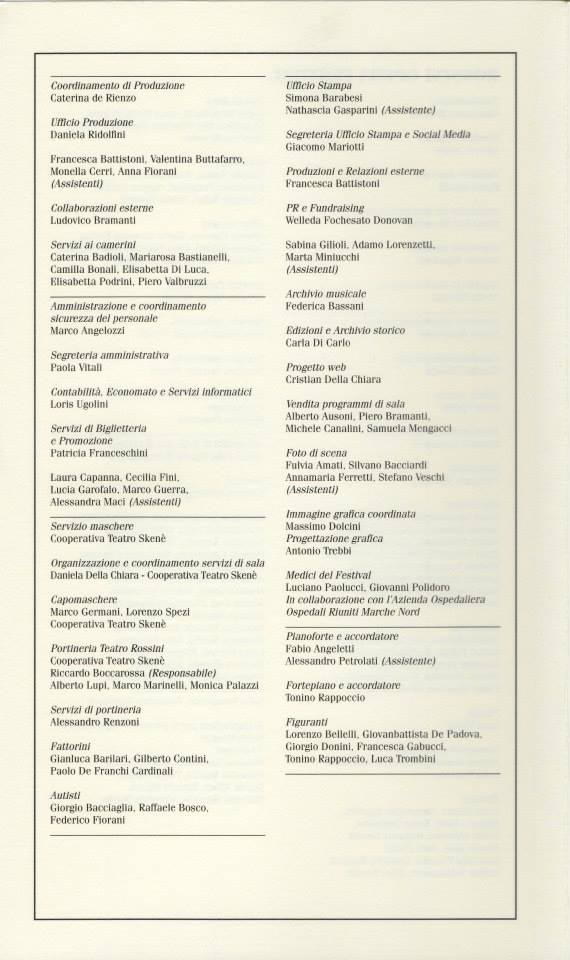 Coordinamento di Produzione
Caterina de Rienzo
Ufficio Produzione
Daniela Ridolfini
Francesca Battistoni, Valentina Buttafarro,
Monella Cerri, Anna Fiorani
(Assistenti)
Collaborazioni esterne
Ludovico Bramanti
Servizi ai camerini
Caterina Badioli, Mariarosa Bastianelli,
Camilla Bonali, Elisabetta Di Luca,
Elisabetta Podrini, Piero Valbruzzi
Amministrazione e coordinamento
sicurezza del personale
Marco Angelozzi
Segreteria amministrativa
Paola Vitali
Contabilità, Economato e Servizi informatici
Loris Ugolini
Servizi di Biglietteria
e Promozione
Patricia Franceschini
Laura Capanna, Cecilia Fini,
Lucia Garofalo, Marco Guerra,
Alessandra Maci (Assistenti)
Servizio maschere
Cooperativa Teatro Skenè
Organizzazione e coordinamento servizi di sala
Daniela Della Chiara - Cooperativa Teatro Skenè
Capomaschere
Marco Germani, Lorenzo Spezi
Cooperativa Teatro Skenè
Portineria Teatro Rossini
Cooperativa Teatro Skenè
Riccardo Boccarossa (Responsabile)
Alberto Lupi, Marco Marinelli, Monica Palazzi
Servizi di portineria
Alessandro Renzoni
Fattorini
Gianluca Barilari, Gilberto Contini,
Paolo De Franchi Cardinali
Autisti
Giorgio Bacciaglia, Raffaele Bosco,
Federico Fiorani
Ufficio Stampa
Simona Barabesi
Nathascia Gasparini (Assistente)
Segreteria Ufficio Stampa e Social Media
Giacomo Mariotti
Produzioni e Relazioni esterne
Francesca Battistoni
PR e Fundraising
Welleda Fochesato Donovan
Sabina Gilioli, Adamo Lorenzetti,
Marta Miniucchi
(Assistenti)
Archivio musicale
Federica Bassani
Edizioni e Archivio storico
Carla Di Carlo
Progetto web
Cristian Della Chiara
Vendita programmi di sala
Alberto Ausoni, Piero Bramanti,
Michele Canalini, Samuela Mengacci
Foto di scena
Fulvia Amati, Silvano Bacciardi
Annamaria Ferretti, Stefano Veschi
(Assistenti)
Immagine grafica coordinata
Massimo Dolcini
Progettazione grafica
Antonio Trebbi
Medici del Festival
Luciano Paolucci, Giovanni Polidoro
In collaborazione con l'Azienda Ospedaliera
Ospedali Riuniti Marche Nord
Pianoforte e accordatore
Fabio Angeletti
Alessandro Petrolati (Assistente)
Fortepiano e accordatore
Tonino Rappoccio
Figuranti
Lorenzo Bellelli, Giovanbattista De Padova,
Giorgio Donini, Francesca Gabucci,
Tonino Rappoccio, Luca Trombini